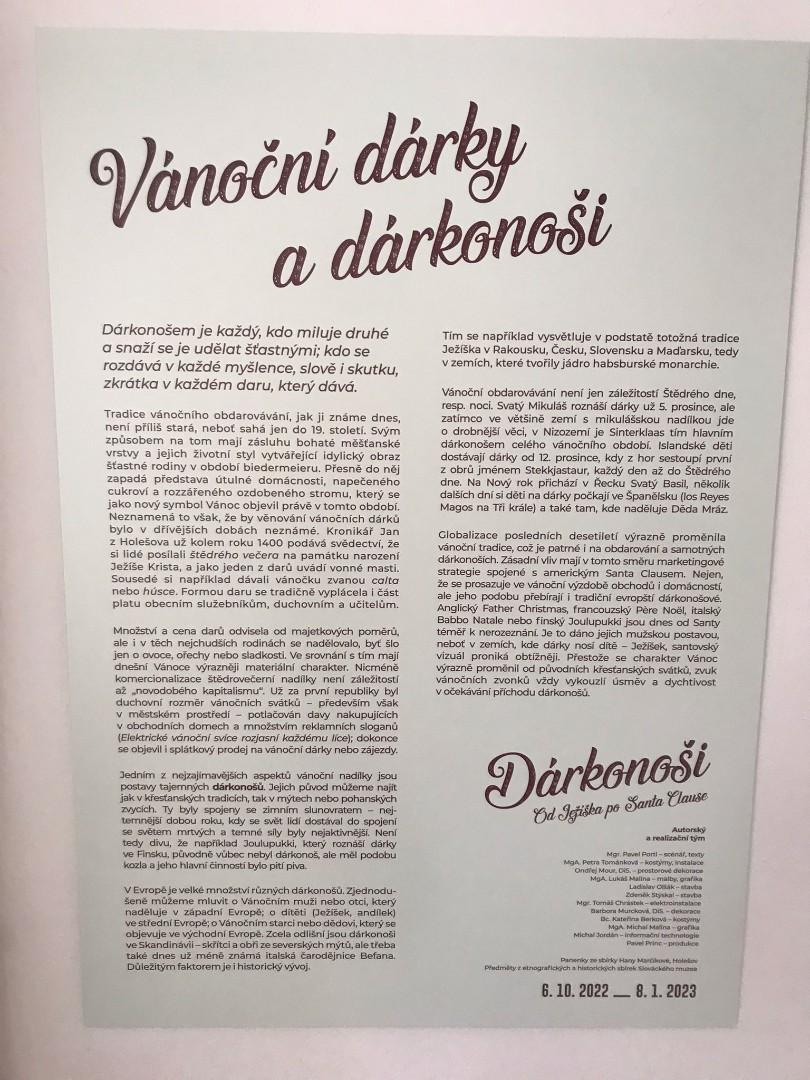 Vánoční dárky
a dárkonoši
Dárkonošem je každý, kdo miluje druhé
a snaží se je udělat šťastnými; kdo se
rozdává v každé myšlence, slově i skutku,
zkrátka v každém daru, který dává.
Tradice vánočního obdarovávání, jak ji známe dnes,
není příliš stará, neboť sahá jen do 19. století. Svým
způsobem na tom mají zásluhu bohaté měšťanské
vrstvy a jejich životní styl vytvářející idylický obraz
šťastné rodiny v období biedermeieru. Přesně do něj
zapadá představa útulné domácnosti, napečeného
cukroví a rozzářeného ozdobeného stromu, který se
jako nový symbol Vánoc objevil právě v tomto období.
Neznamená to však, že by věnování vánočních dárků
bylo v dřívějších dobách neznámé. Kronikář Jan
z Holešova už kolem roku 1400 podává svědectví, že
si lidé posílali štědrého večera na památku narození
Ježíše Krista, a jako jeden z darů uvádí vonné masti.
Sousedé si například dávali vánočku zvanou calta
nebo húsce. Formou daru se tradičně vyplácela i část
platu obecním služebníkům, duchovním a učitelům.
Množství a cena darů odvisela od majetkových poměrů,
ale i v těch nejchudších rodinách se nadělovalo, byť šlo
jen o ovoce, ořechy nebo sladkosti. Ve srovnání s tím mají
dnešní Vánoce výrazněji materiální charakter. Nicméně
komercionalizace štědrovečerní nadílky není záležitostí
až „novodobého kapitalismu“. Už za první republiky byl
duchovní rozměr vánočních svátků – především však
v městském prostředí – potlačován davy nakupujících
v obchodních domech a množstvím reklamních sloganů
(Elektrické vánoční svíce rozjasní každému líce); dokonce
se objevil i splátkový prodej na vánoční dárky nebo zájezdy.
Jedním z nejzajímavějších aspektů vánoční nadílky jsou
postavy tajemných dárkonošů. Jejich původ můžeme najít
jak v křesťanských tradicích, tak v mýtech nebo pohanských
zvycích. Ty byly spojeny se zimním slunovratem – nej-
temnější dobou roku, kdy se svět lidí dostával do spojení
se světem mrtvých a temné síly byly nejaktivnější. Není
tedy divu, že například Joulupukki, který roznáší dárky
ve Finsku, původně vůbec nebyl dárkonoš, ale měl podobu
kozla a jeho hlavní činností bylo pití piva.
V Evropě je velké množství různých dárkonošů. Zjednodu-
šeně můžeme mluvit o Vánočním muži nebo otci, který
naděluje v západní Evropě; o dítěti (Ježíšek, andílek)
ve střední Evropě; o Vánočním starci nebo dědovi, který se
objevuje ve východní Evropě. Zcela odlišní jsou dárkonoši
ve Skandinávii – skřítci a obři ze severských mýtů, ale třeba
také dnes už méně známá italská čarodějnice Befana.
Důležitým faktorem je i historický vývoj.
Tím se například vysvětluje v podstatě totožná tradice
Ježíška v Rakousku, Česku, Slovensku a Maďarsku, tedy
v zemích, které tvořily jádro habsburské monarchie.
Vánoční obdarovávání není jen záležitostí Štědrého dne,
resp. noci. Svatý Mikuláš roznáší dárky už 5. prosince, ale
zatímco ve většině zemí s mikulášskou nadílkou jde
o drobnější věci, v Nizozemí je Sinterklaas tím hlavním
dárkonošem celého vánočního období. Islandské děti
dostávají dárky od 12. prosince, kdy z hor sestoupí první
z obrů jménem Stekkjastaur, každý den až do Štědrého
dne. Na Nový rok přichází v Řecku Svatý Basil, několik
dalších dní si děti na dárky počkají ve Španělsku (los Reyes
Magos na Tři krále) a také tam, kde naděluje Děda Mráz.
Globalizace posledních desetiletí výrazně proměnila
vánoční tradice, což je patrné i na obdarování a samotných
dárkonoších. Zásadní vliv mají v tomto směru marketingové
strategie spojené s americkým Santa Clausem. Nejen,
že se prosazuje ve vánoční výzdobě obchodů i domácností,
ale jeho podobu přebírají i tradiční evropští dárkonošové.
Anglický Father Christmas, francouzský Père Noël, italský
Babbo Natale nebo finský Joulupukki jsou dnes od Santy
téměř k nerozeznání. Je to dáno jejich mužskou postavou,
neboť v zemích, kde dárky nosí dítě – Ježíšek, santovský
vizuál proniká obtížněji. Přestože se charakter Vánoc
výrazně proměnil od původních křesťanských svátků, zvuk
vánočních zvonků vždy vykouzlí úsměv a dychtivost
v očekávání příchodu dárkonošů.
Dárkonoši
Od Ježíška po Santa Clause
Autorský
a realizační tým
Mgr. Pavel Portl – scénář, texty
MgA. Petra Tománková – kostýmy, instalace
Ondřej Mour, DiS. – prostorové dekorace
MgA. Lukáš Malina – malby, grafika
Ladislav Olšák – stavba
Zdeněk Stýskal – stavba
Mgr. Tomáš Chrástek – elektroinstalace
Barbora Murcková, DiS. – dekorace
Bc. Kateřina Berková – kostýmy
MgA. Michal Malina – grafika
Michal Jordán – informační technologie
Pavel Princ – produkce
Panenky ze sbírky Hany Marčíkové, Holešov
Předměty z etnografických a historických sbírek Slováckého muzea
6. 10. 2022 — 8. 1. 2023